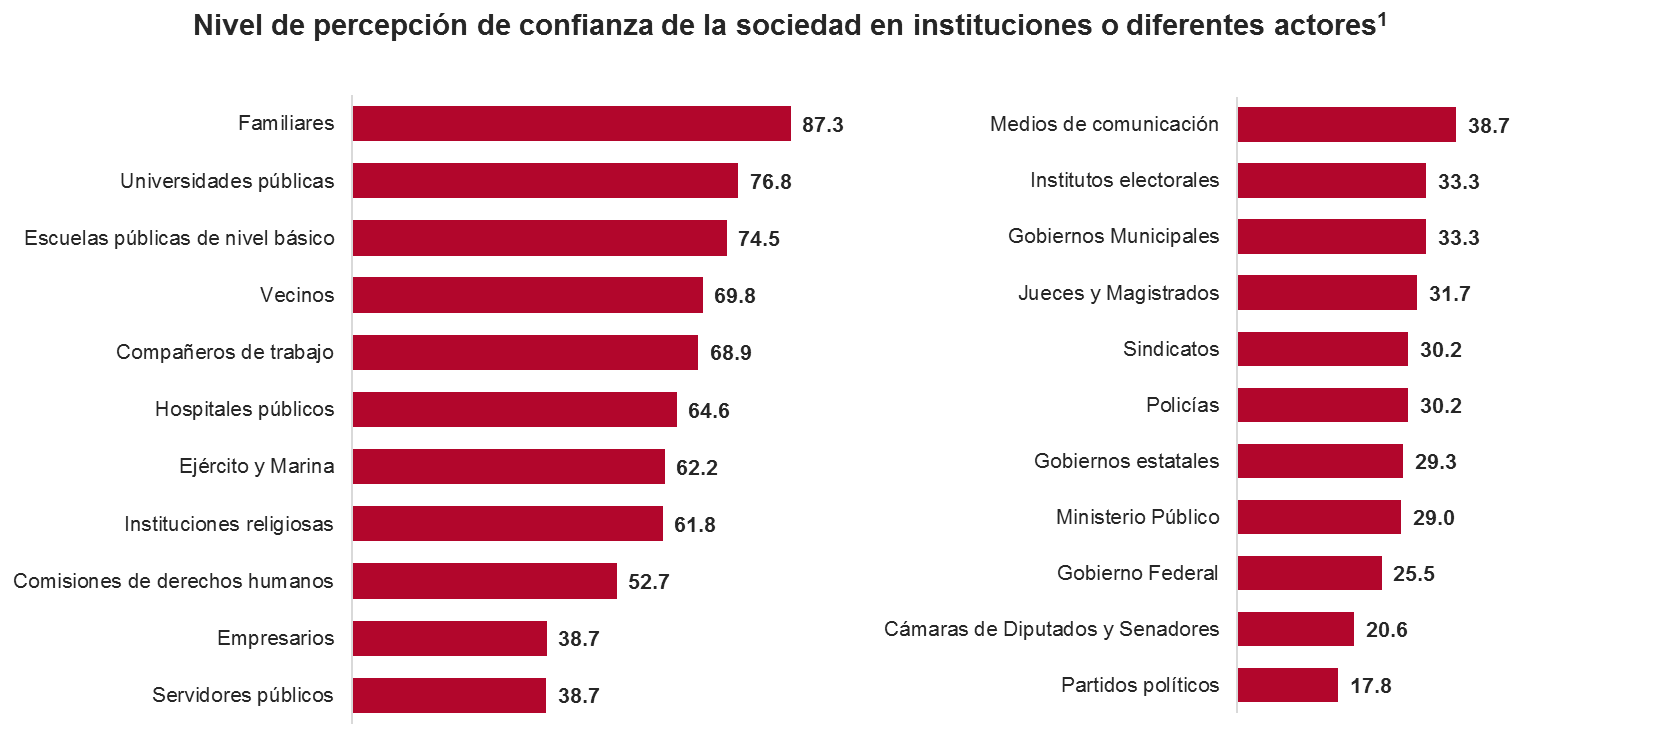 Nivel de percepción de confianza de la sociedad en instituciones o diferentes actores¹
Familiares 87.3
Universidades públicas 76.8
Escuelas públicas de nivel básico 74.5
Vecinos 69.8
Compañeros de trabajo 68.9
Hospitales públicos 64.6
Ejército y Marina 62.2
Instituciones religiosas 61.8
Comisiones de derechos humanos 52.7
Empresarios 38.7
Servidores públicos 38.7
Medios de comunicación 38.7
Institutos electorales 33.3
Gobiernos Municipales 33.3
Jueces y Magistrados 31.7
Sindicatos 30.2
Policías 30.2
Gobiernos estatales 29.3
Ministerio Público 29.0
Gobierno Federal 25.5
Cámaras de Diputados y Senadores 20.6
Partidos políticos 17.8